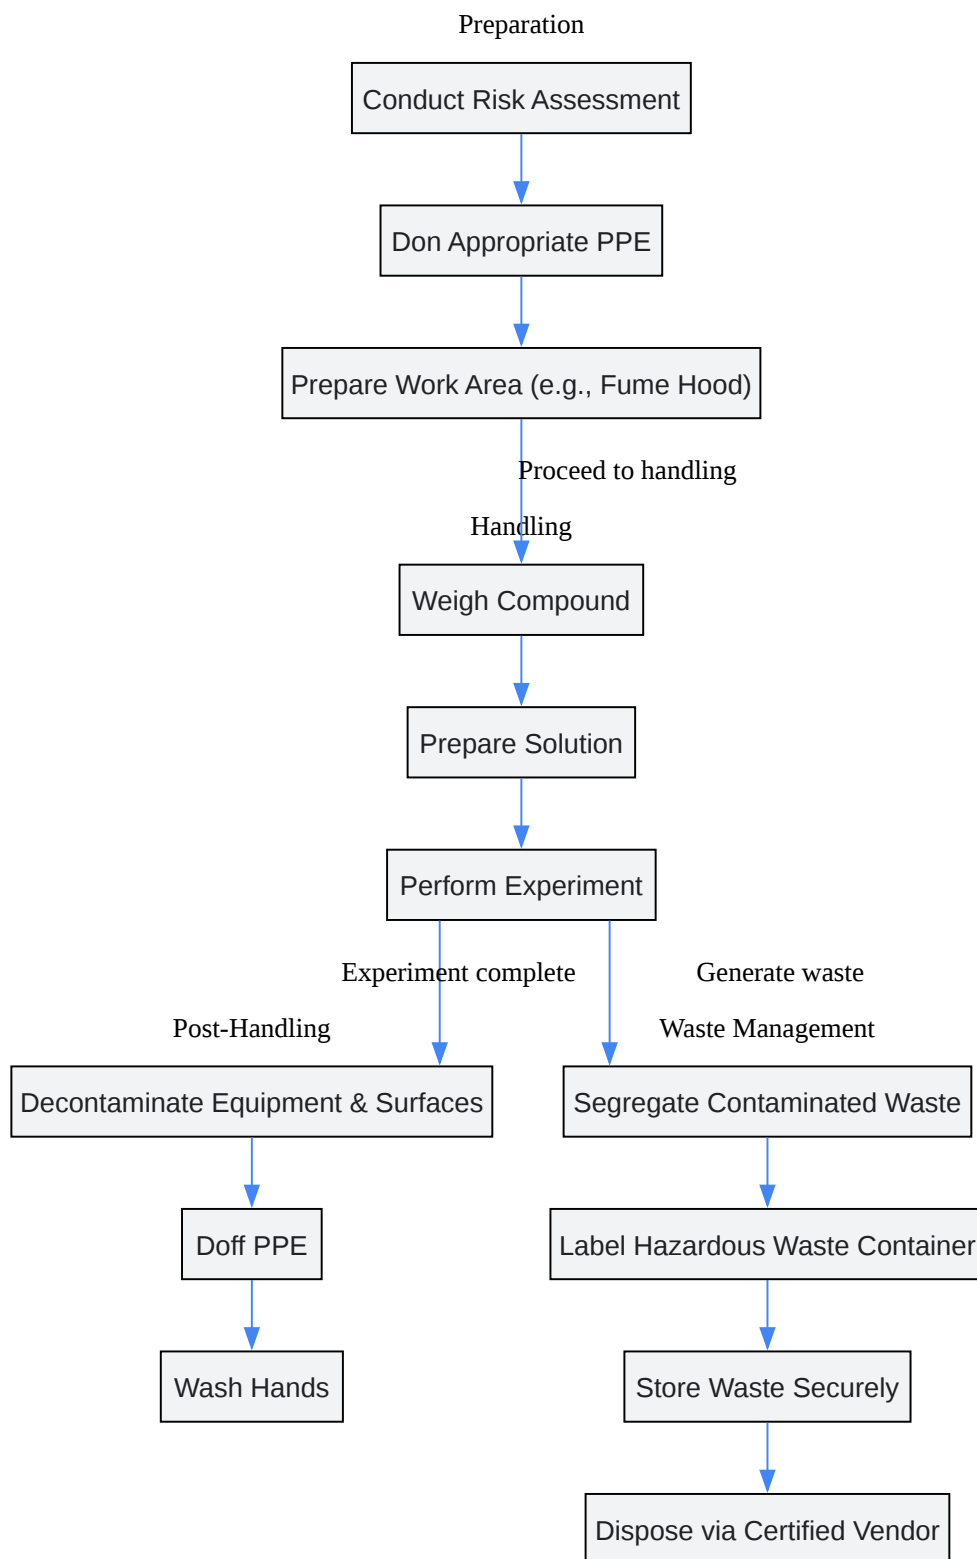 Preparation
Conduct Risk Assessment
Don Appropriate PPE
Prepare Work Area (e.g., Fume Hood)
Proceed to handling
Handling
Weigh Compound
Prepare Solution
Perform Experiment
Experiment complete
Generate waste
Post-Handling
Waste Management
Decontaminate Equipment & Surfaces
Segregate Contaminated Waste
Doff PPE
Label Hazardous Waste Container
Wash Hands
Store Waste Securely
Dispose via Certified Vendor